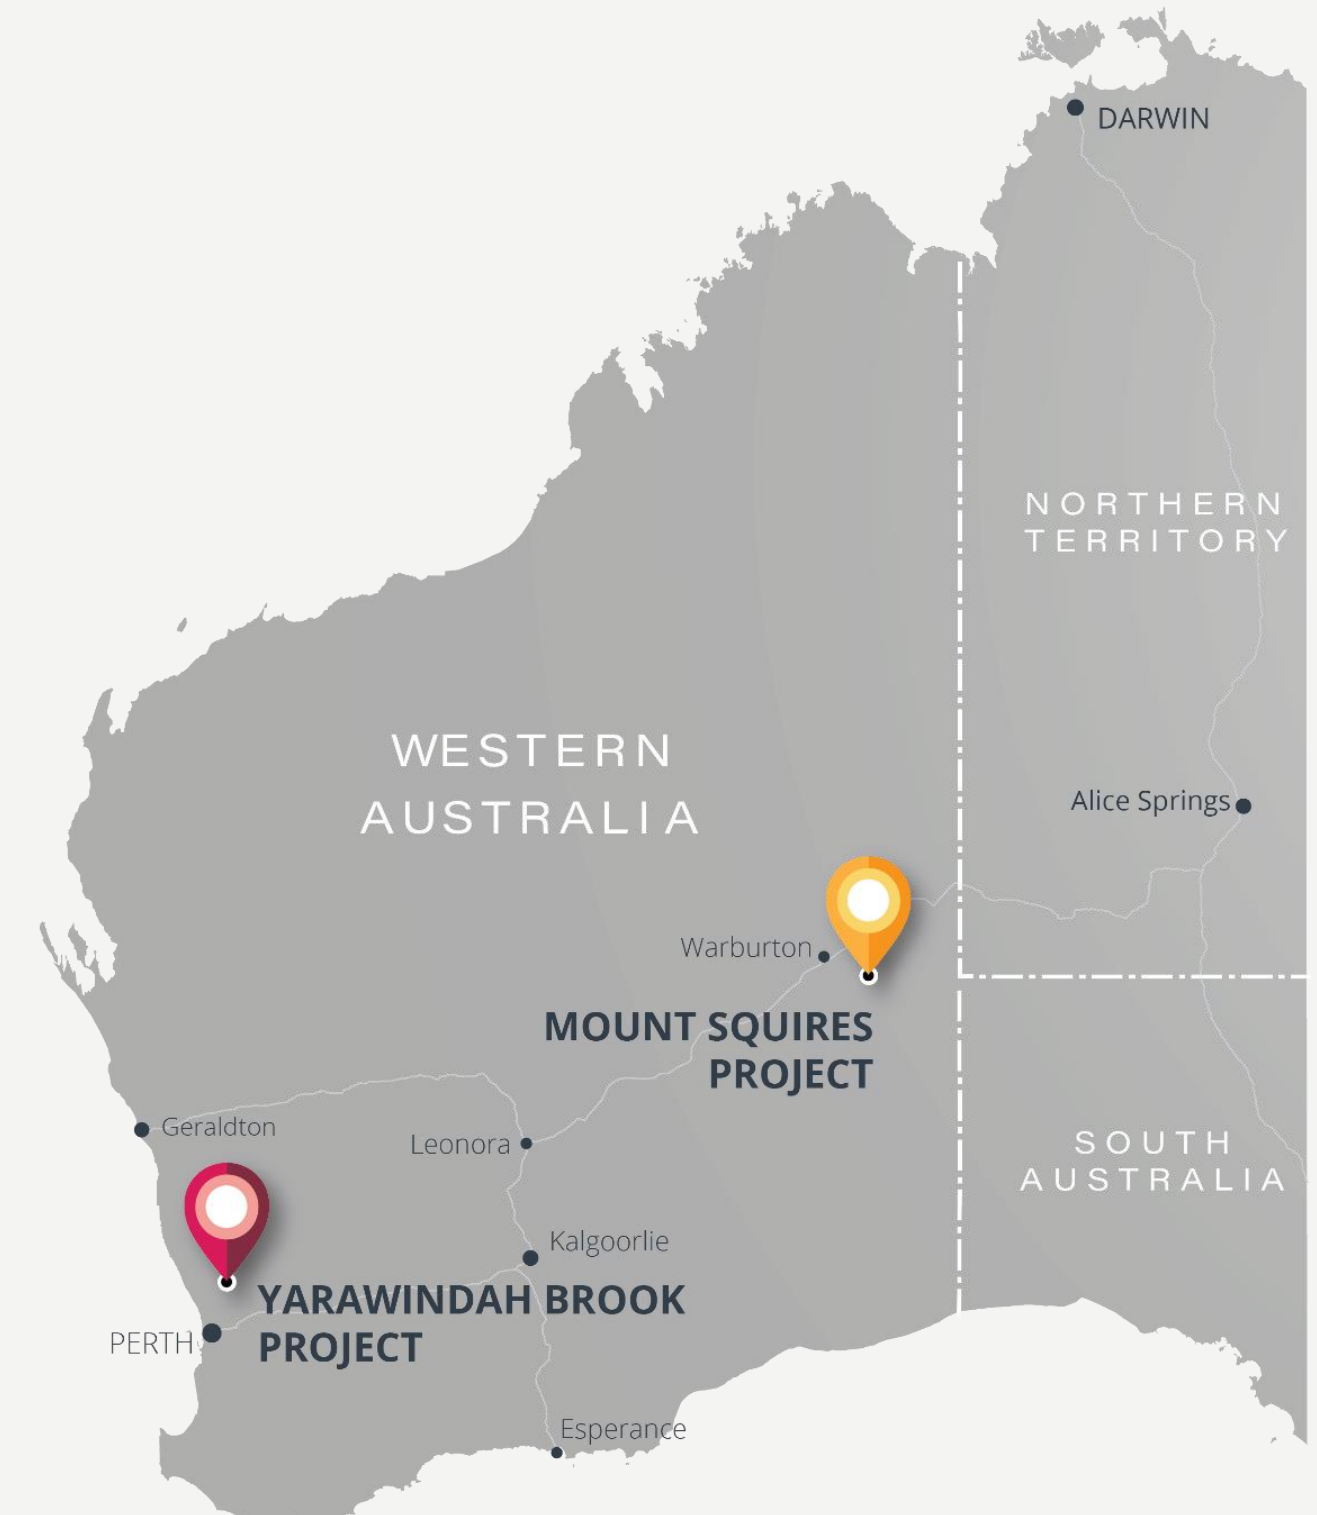 DARWIN
NORTHERN
TERRITORY
WESTERN
AUSTRALIA
Alice Springs
Warburton
MOUNT SQUIRES
PROJECT
Geraldton
Leonora
SOUTH
AUSTRALIA
Kalgoorlie
YARAWINDAH BROOK
PROJECT
PERTH
Esperance